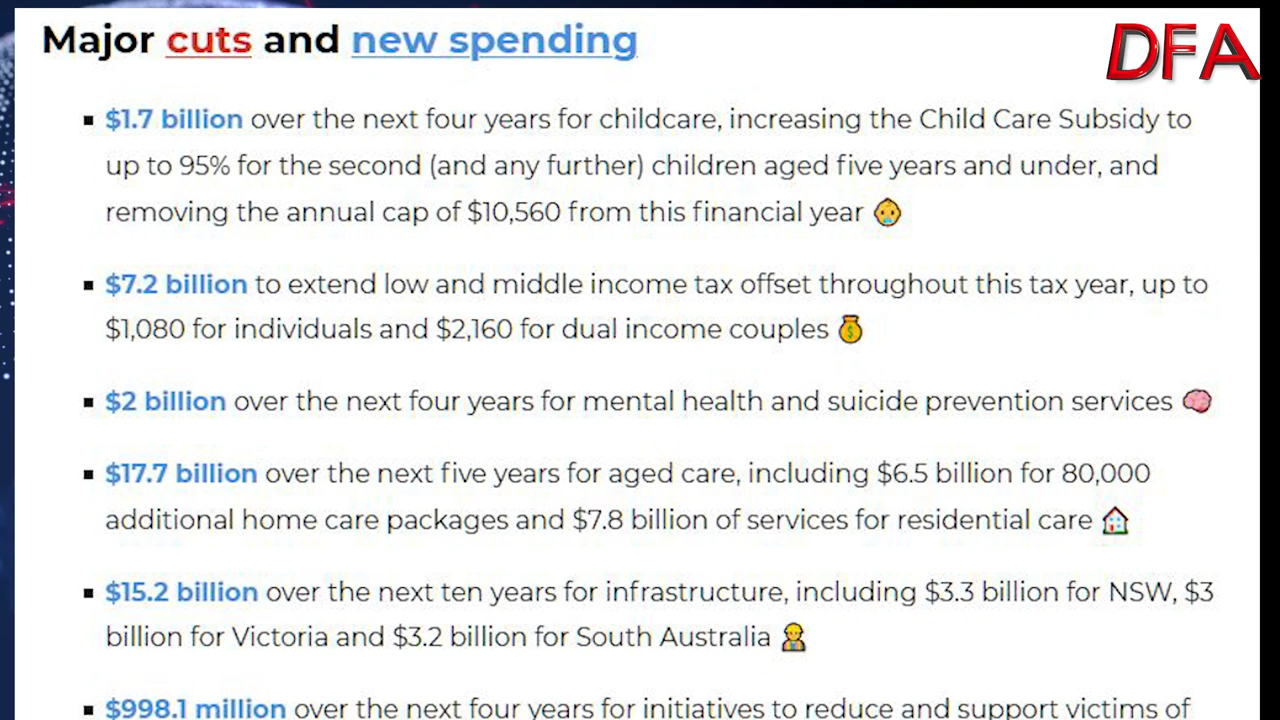 Major cuts and new spending
DFA
$1.7 billion over the next four years for childcare, increasing the Child Care Subsidy to
up to 95% for the second (and any further) children aged five years and under, and
removing the annual cap of $10,560 from this financial year
$7.2 billion to extend low and middle income tax offset throughout this tax year, up to
$1,080 for individuals and $2,160 for dual income couples
$2 billion over the next four years for mental health and suicide prevention services
$17.7 billion over the next five years for aged care, including $6.5 billion for 80,000
additional home care packages and $7.8 billion of services for residential care
$15.2 billion over the next ten years for infrastructure, including $3.3 billion for NSW, $3
billion for Victoria and $3.2 billion for South Australia
$998.1 million over the next four years for initiatives to reduce and support victims of